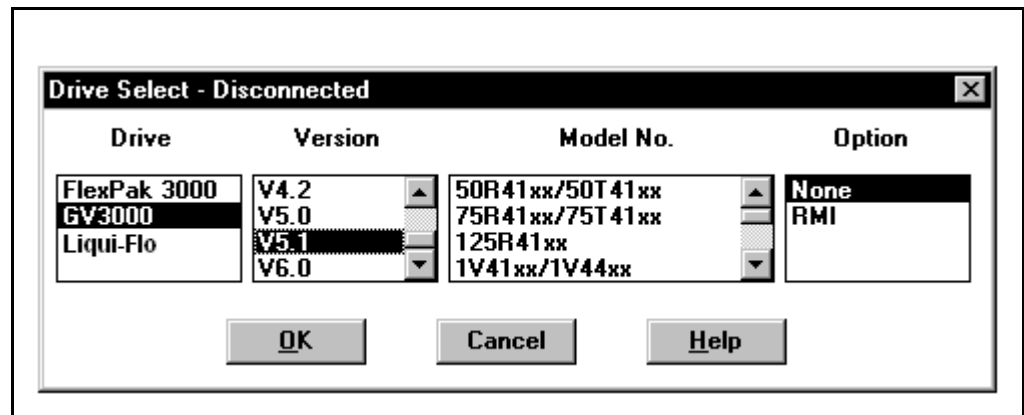 Drive Select - Disconnected
Drive Version Model No. Option
FlexPak 3000
GV3000
Liqui-Flo
V4.2
V5.0
V5.1
V6.0
50R41xx/50T41xx
75R41xx/75T41xx
125R41xx
1V41xx/1V44xx
None
RMI
OK Cancel Help